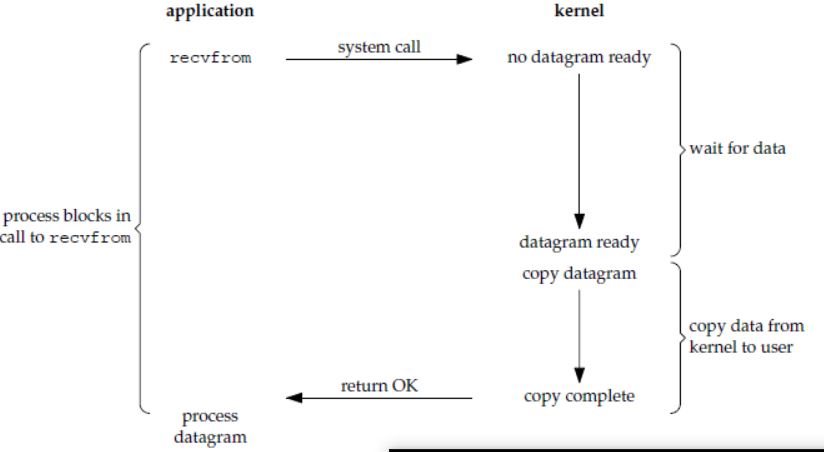 application
kernel
recvfrom
system call
no datagram ready
wait for data
process blocks in
call to recvfrom
datagram ready
copy datagram
copy data from
kernel to user
return OK
copy complete
process
datagram